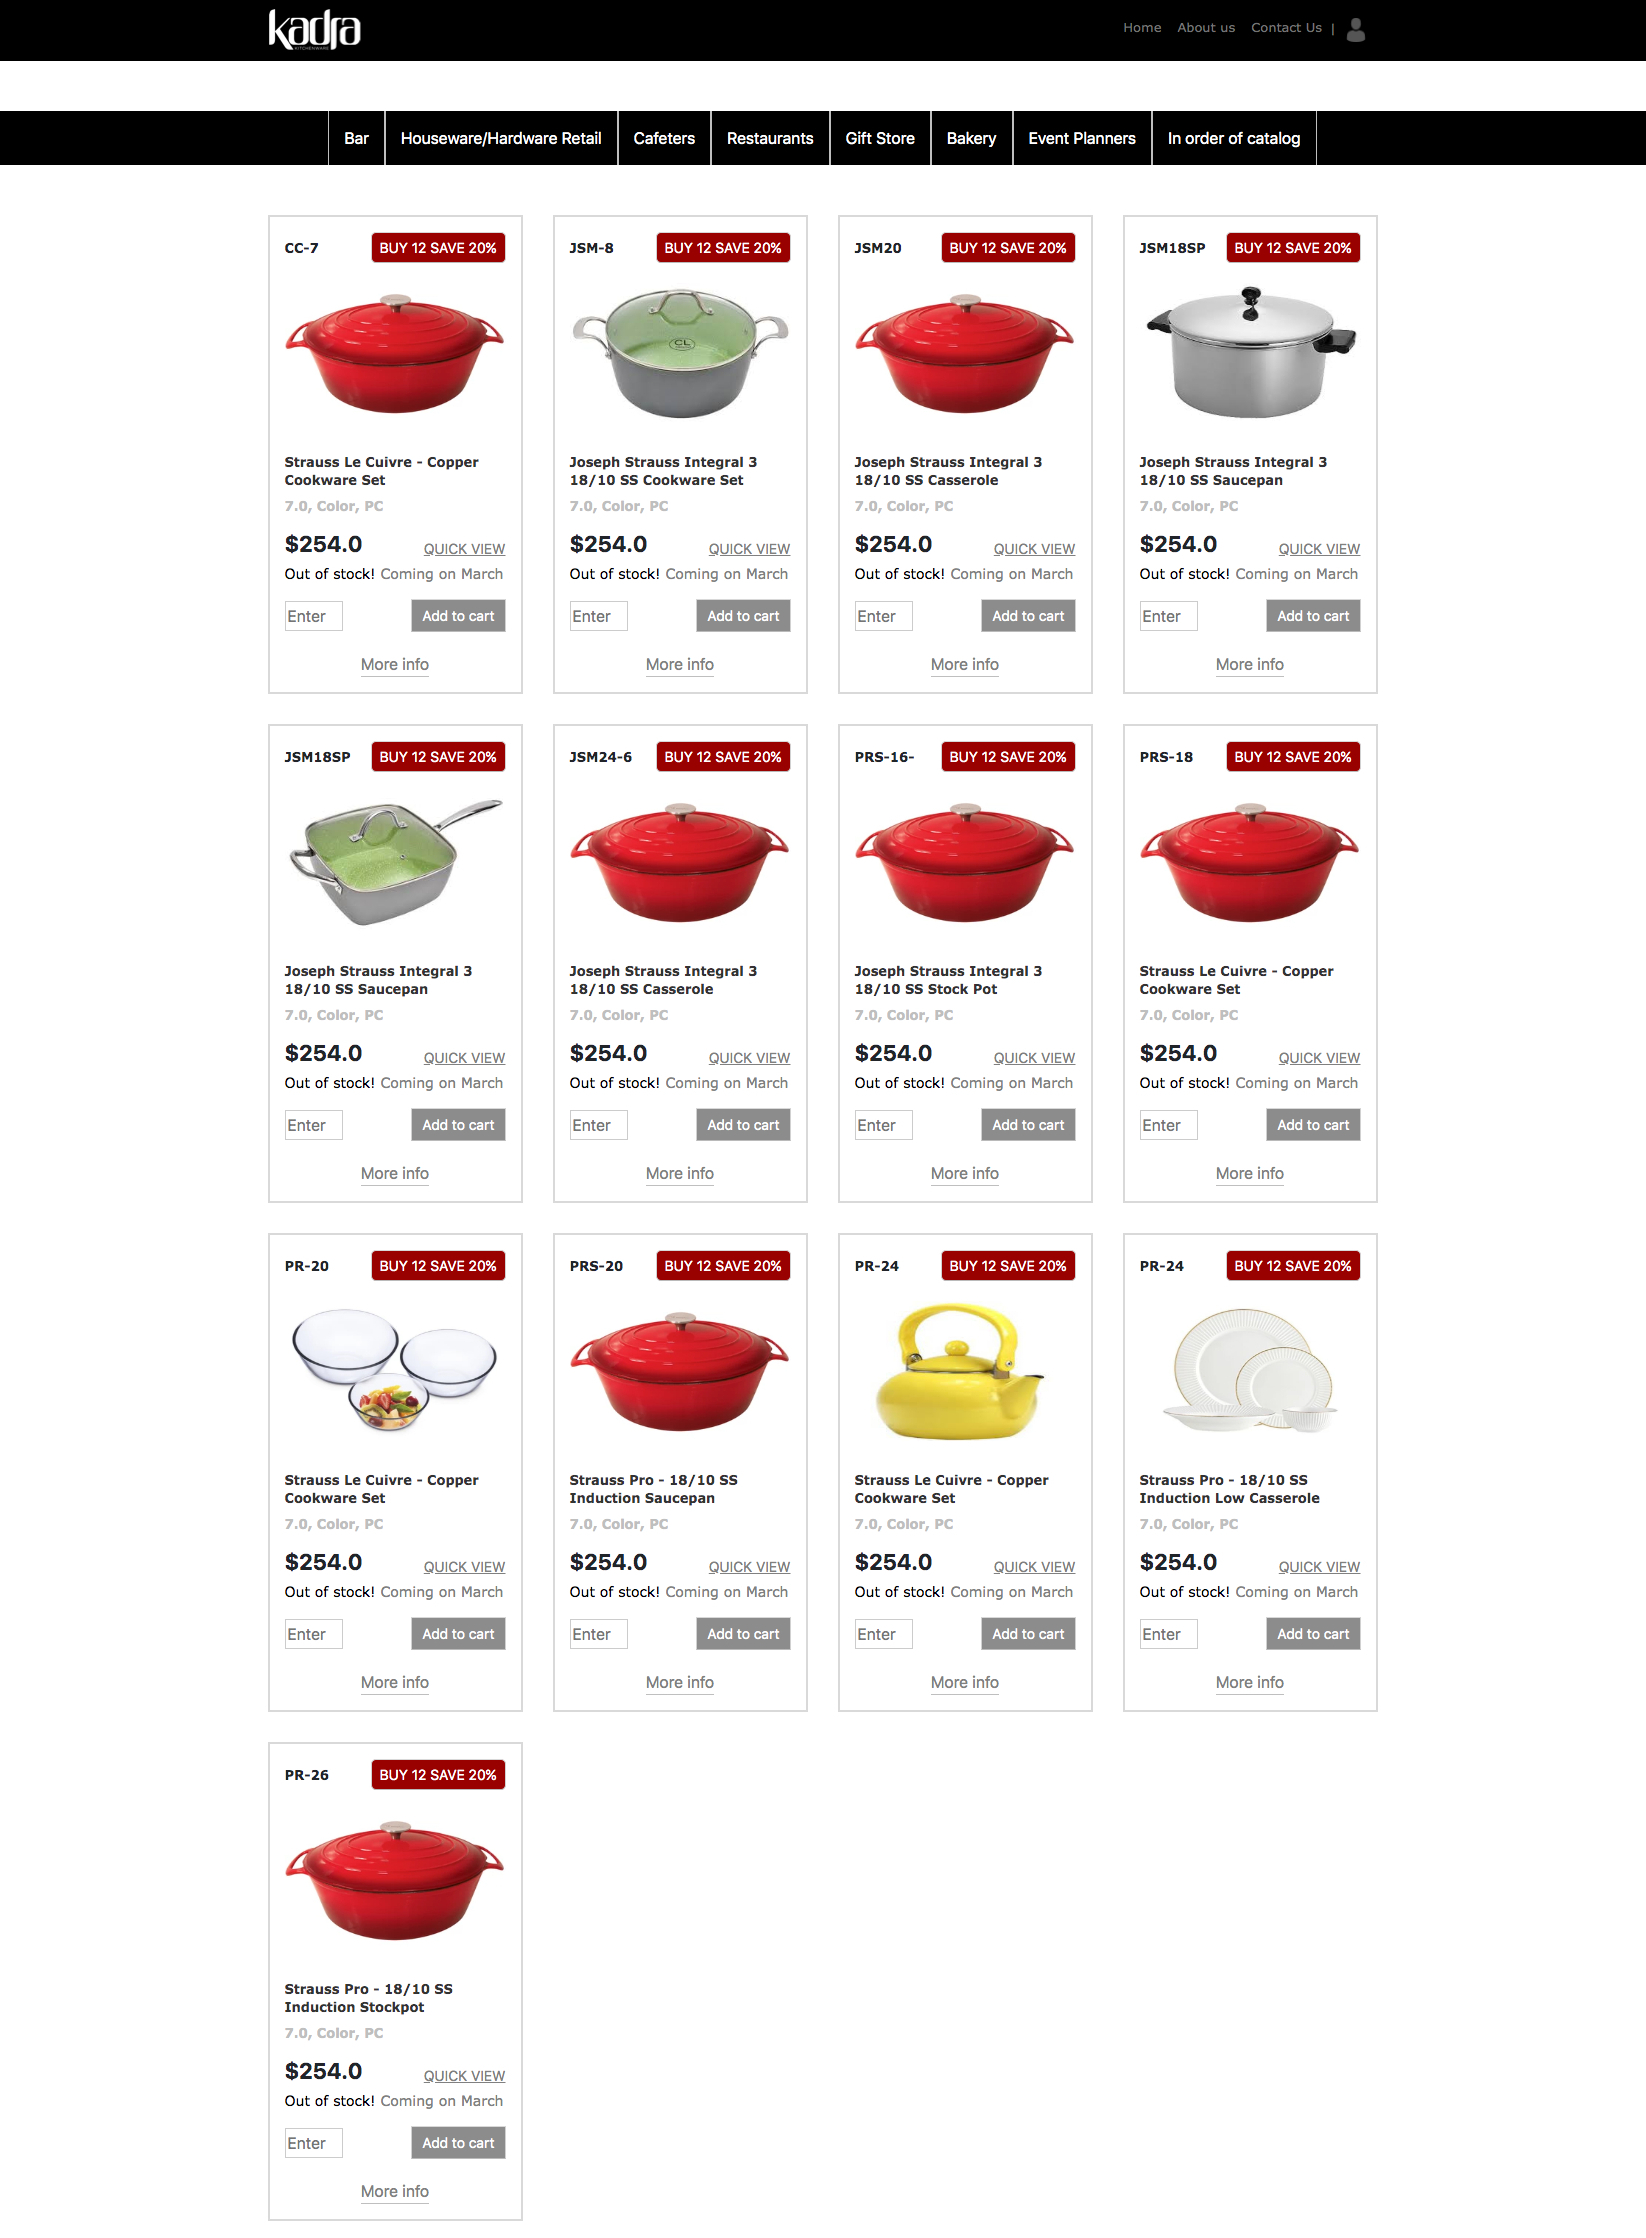 kadra
KITCHENWARE
Home About us Contact Us |
Bar Houseware/Hardware Retail Cafeters Restaurants Gift Store Bakery Event Planners In order of catalog
CC-7 BUY 12 SAVE 20%
Strauss Le Cuivre - Copper
Cookware Set
7.0, Color, PC
$254.0 QUICK VIEW
Out of stock! Coming on March
Enter Add to cart
More info
JSM-8 BUY 12 SAVE 20%
CL
Joseph Strauss Integral 3
18/10 SS Cookware Set
7.0, Color, PC
$254.0 QUICK VIEW
Out of stock! Coming on March
Enter Add to cart
More info
JSM20 BUY 12 SAVE 20%
Joseph Strauss Integral 3
18/10 SS Casserole
7.0, Color, PC
$254.0 QUICK VIEW
Out of stock! Coming on March
Enter Add to cart
More info
JSM18SP BUY 12 SAVE 20%
Joseph Strauss Integral 3
18/10 SS Saucepan
7.0, Color, PC
$254.0 QUICK VIEW
Out of stock! Coming on March
Enter Add to cart
More info
JSM18SP BUY 12 SAVE 20%
Joseph Strauss Integral 3
18/10 SS Saucepan
7.0, Color, PC
$254.0 QUICK VIEW
Out of stock! Coming on March
Enter Add to cart
More info
JSM24-6 BUY 12 SAVE 20%
Joseph Strauss Integral 3
18/10 SS Casserole
7.0, Color, PC
$254.0 QUICK VIEW
Out of stock! Coming on March
Enter Add to cart
More info
PRS-16- BUY 12 SAVE 20%
Joseph Strauss Integral 3
18/10 SS Stock Pot
7.0, Color, PC
$254.0 QUICK VIEW
Out of stock! Coming on March
Enter Add to cart
More info
PRS-18 BUY 12 SAVE 20%
Strauss Le Cuivre - Copper
Cookware Set
7.0, Color, PC
$254.0 QUICK VIEW
Out of stock! Coming on March
Enter Add to cart
More info
PR-20 BUY 12 SAVE 20%
Strauss Le Cuivre - Copper
Cookware Set
7.0, Color, PC
$254.0 QUICK VIEW
Out of stock! Coming on March
Enter Add to cart
More info
PRS-20 BUY 12 SAVE 20%
Strauss Pro - 18/10 SS
Induction Saucepan
7.0, Color, PC
$254.0 QUICK VIEW
Out of stock! Coming on March
Enter Add to cart
More info
PR-24 BUY 12 SAVE 20%
Strauss Le Cuivre - Copper
Cookware Set
7.0, Color, PC
$254.0 QUICK VIEW
Out of stock! Coming on March
Enter Add to cart
More info
PR-24 BUY 12 SAVE 20%
Strauss Pro - 18/10 SS
Induction Low Casserole
7.0, Color, PC
$254.0 QUICK VIEW
Out of stock! Coming on March
Enter Add to cart
More info
PR-26 BUY 12 SAVE 20%
Strauss Pro - 18/10 SS
Induction Stockpot
7.0, Color, PC
$254.0 QUICK VIEW
Out of stock! Coming on March
Enter Add to cart
More info